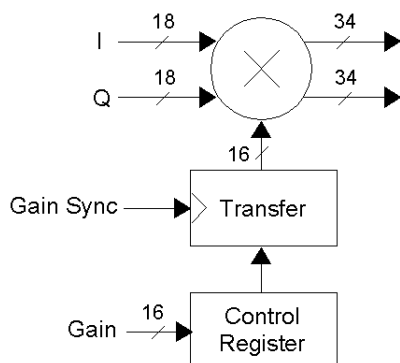 18 34
I
18 34
Q
16
Gain Sync Transfer
16 Control
Gain Register